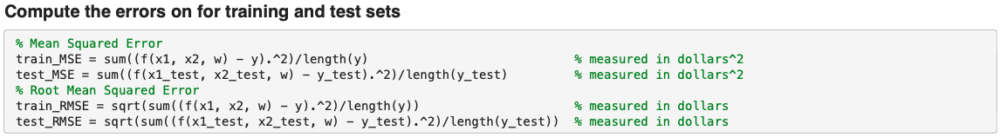 Compute the errors on for training and test sets
% Mean Squared Error
train_MSE = sum((f(x1, x2, w) - y).^2)/length(y) % measured in dollars^2
test_MSE = sum((f(x1_test, x2_test, w) - y_test).^2)/length(y_test) % measured in dollars^2
% Root Mean Squared Error
train_RMSE = sqrt(sum((f(x1, x2, w) - y).^2)/length(y)) % measured in dollars
test_RMSE = sqrt(sum((f(x1_test, x2_test, w) - y_test).^2)/length(y_test)) % measured in dollars